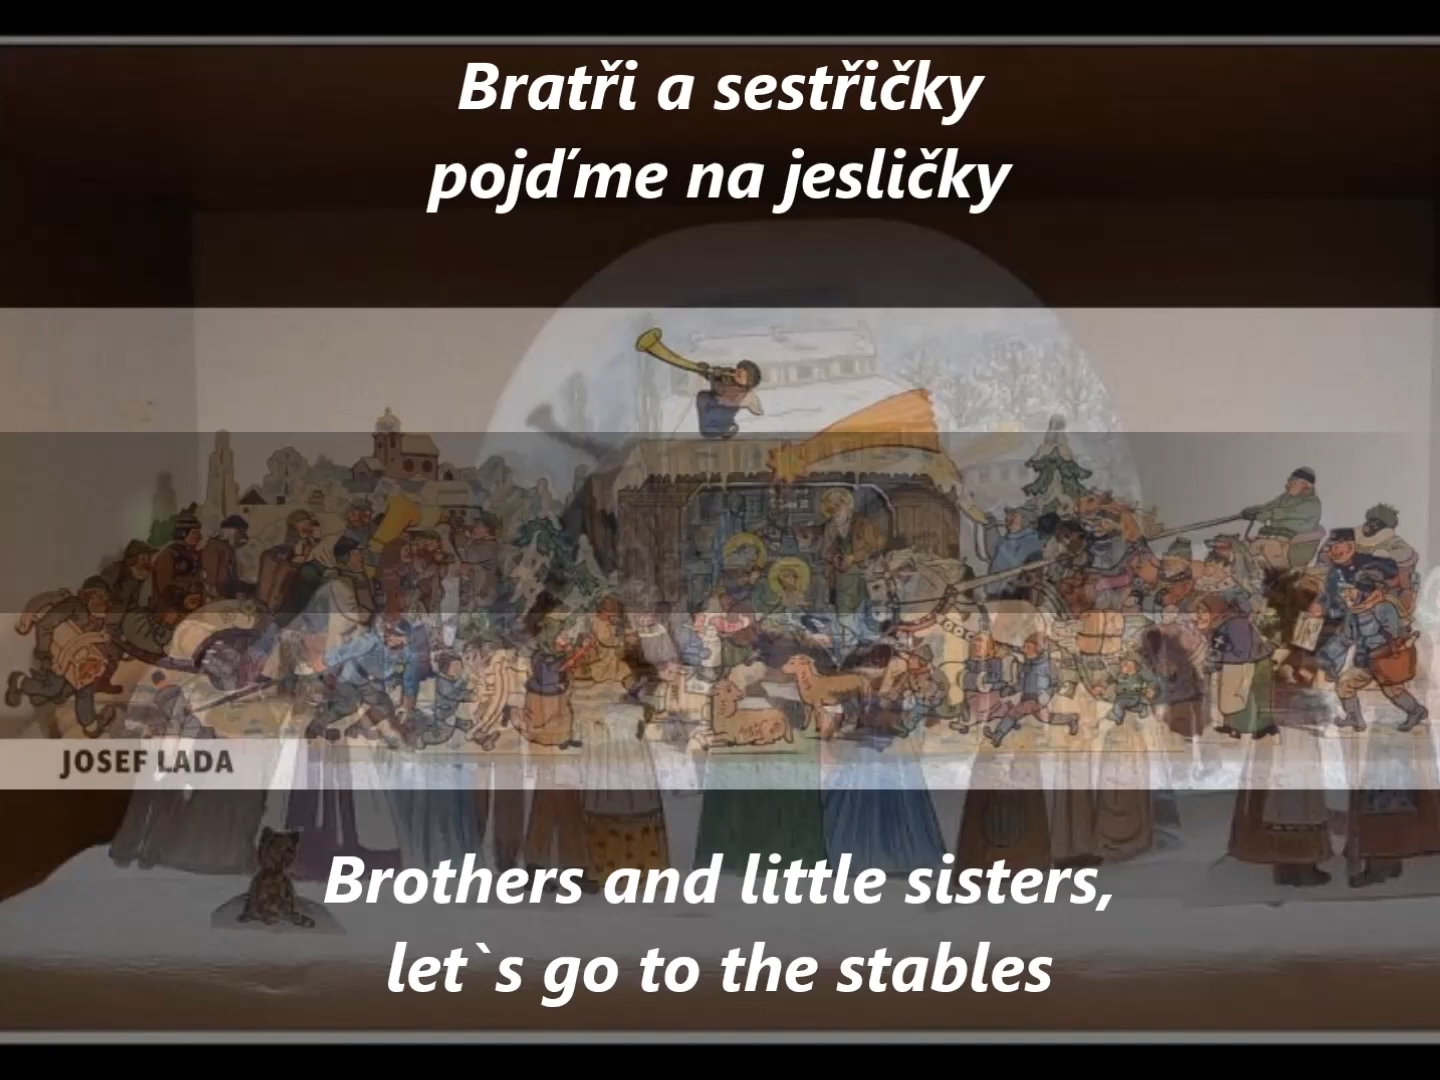 Bratři a sestřičky
pojďme na jesličky
JOSEF LADA
Brothers and little sisters,
let`s go to the stables